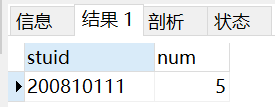 信息 结果 1 剖析 状态
stuid num
200810111 5